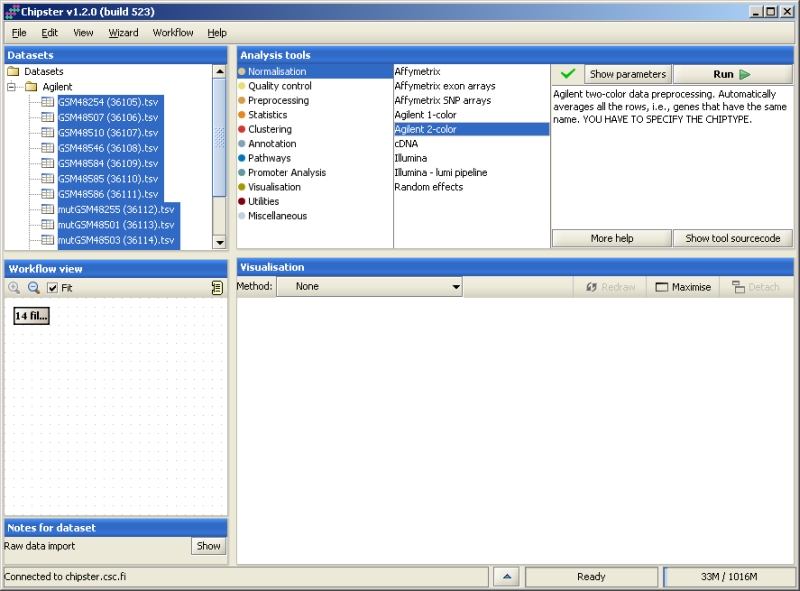 Chipster v1.2.0 (build 523)
File Edit View Wizard Workflow Help
Datasets
Datasets
Agilent
GSM48254 (36105).tsv
GSM48507 (36106).tsv
GSM48510 (36107).tsv
GSM48546 (36108).tsv
GSM48584 (36109).tsv
GSM48585 (36110).tsv
GSM48586 (36111).tsv
mutGSM48255 (36112).tsv
mutGSM48501 (36113).tsv
mutGSM48503 (36114).tsv
Analysis tools
Normalisation
Quality control
Preprocessing
Statistics
Clustering
Annotation
Pathways
Promoter Analysis
Visualisation
Utilities
Miscellaneous
Affymetrix
Affymetrix exon arrays
Affymetrix SNP arrays
Agilent 1-color
Agilent 2-color
cDNA
Illumina
Illumina - lumi pipeline
Random effects
Show parameters Run
Agilent two-color data preprocessing. Automatically
averages all the rows, i.e., genes that have the same
name. YOU HAVE TO SPECIFY THE CHIPTYPE.
More help Show tool sourcecode
Workflow view
Fit
14 fil...
Visualisation
Method: None Redraw Maximise Detach
Notes for dataset
Raw data import Show
Connected to chipster.csc.fi Ready 33M / 1016M